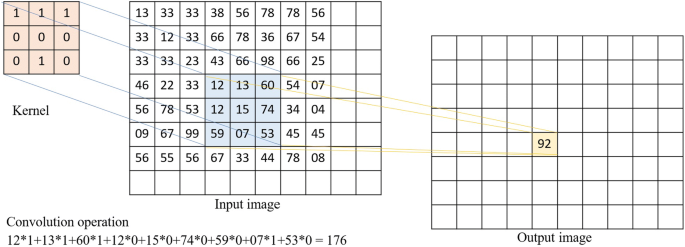 1 1 1
0 0 0
0 1 0
Kernel
13 33 33 38 56 78 78 56
33 12 33 66 78 36 67 54
33 33 23 43 66 98 66 25
46 22 33 12 13 60 54 07
56 78 53 12 15 74 34 04
09 67 99 59 07 53 45 45
56 55 56 67 33 44 78 08
Input image
92
Output image
Convolution operation
12*1+13*1+60*1+12*0+15*0+74*0+59*0+07*1+53*0 = 176